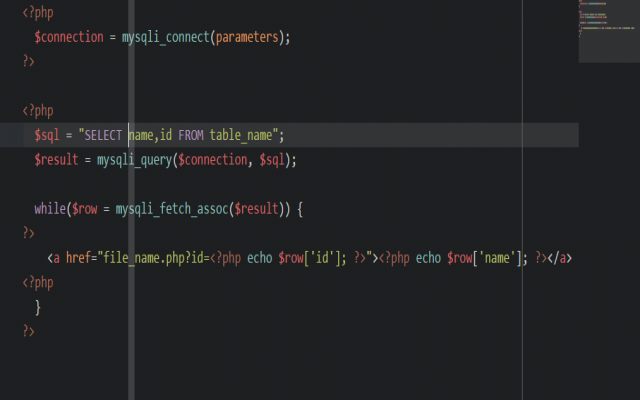 <?php
$connection = mysqli_connect(parameters);
?>
<?php
$sql = "SELECT name,id FROM table_name";
$result = mysqli_query($connection, $sql);
while($row = mysqli_fetch_assoc($result)) {
?>
<a href="file_name.php?id=<?php echo $row['id']; ?>"><?php echo $row['name']; ?></a>
<?php
}
?>